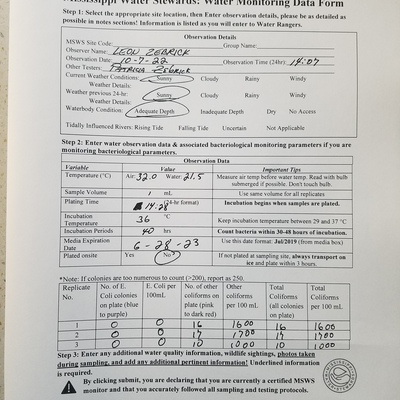 Mississippi Water Stewards: Water Monitoring Data Form
Step 1: Select the appropriate site location, then Enter observation details, please be as detailed as
possible in notes sections! Information is listed as you will enter to Water Rangers.
Observation Details
MSWS Site Code: Group Name:
Observer Name: LEON ZEBRICK
Observation Date: 10-7-22 Observation Time (24hr): 14:07
Other Testers: PATRICA ZEBRICK
Current Weather Conditions: Sunny Cloudy Rainy Windy
Weather Details:
Weather previous 24-hr: Sunny Cloudy Rainy Windy
Weather Details:
Waterbody Condition: Adequate Depth Inadequate Depth Dry No Access
Tidally Influenced Rivers: Rising Tide Falling Tide Uncertain Not Applicable
Step 2: Enter water observation data & associated bacteriological monitoring parameters if you are
monitoring bacteriological parameters.
Observation Data
Variable Value Important Tips
Temperature (°C) Air: 32.0 Water: 21.5 Measure air temp before water temp. Read with bulb
submerged if possible. Don't touch bulb.
Sample Volume 1 mL Use same volume for all replicates
Plating Time 14:28 (24-hr format) Incubation begins when samples are plated.
Incubation
Temperature 36 °C Keep incubation temperature between 29 and 37 °C
Incubation Periods 40 hrs Count bacteria within 30-48 hours of incubation.
Media Expiration
Date 6-28-23 Use this date format: Jul/2019 (from media box)
Plated onsite Yes No If not plated at sampling site, always transport on
ice and plate within 3 hours.
*Note: If colonies are too numerous to count (>200), report as 250.
Replicate
No. No. of E.
Coli colonies
on plate (blue
to purple) E. Coli per
100mL No. of other
coliforms on
plate (pink
to dark red) Other
coliforms
per 100 mL Total
Coliforms
(all colonies
on plate) Total
Coliforms
per 100 mL
1 0 0 16 1600 16 1600
2 0 0 17 1700 17 1700
3 0 0 10 1000 10 1000
Step 3: Enter any additional water quality information, wildlife sightings, photos taken
during sampling, and add any additional pertinent information! Underlined information
is required.
By clicking submit, you are declaring that you are currently a certified MSWS
monitor and that you accurately followed all sampling and testing protocols.